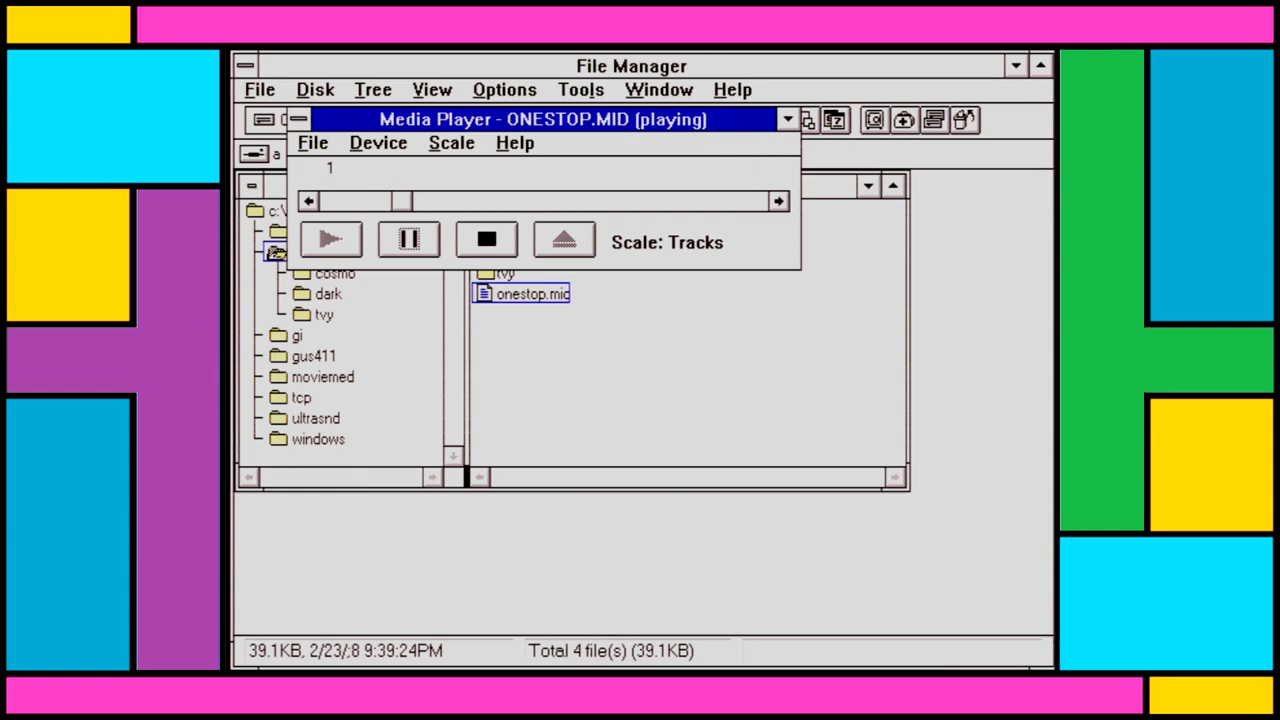 File Manager
File Disk Tree View Options Tools Window Help
Media Player - ONESTOP.MID (playing)
File Device Scale Help
a
1
c:\
Scale: Tracks
cosmo
tvy
dark
onestop.mid
tvy
gi
gus411
moviemed
tcp
ultrasnd
windows
39.1KB, 2/23/;8 9:39:24PM
Total 4 file(s) (39.1KB)